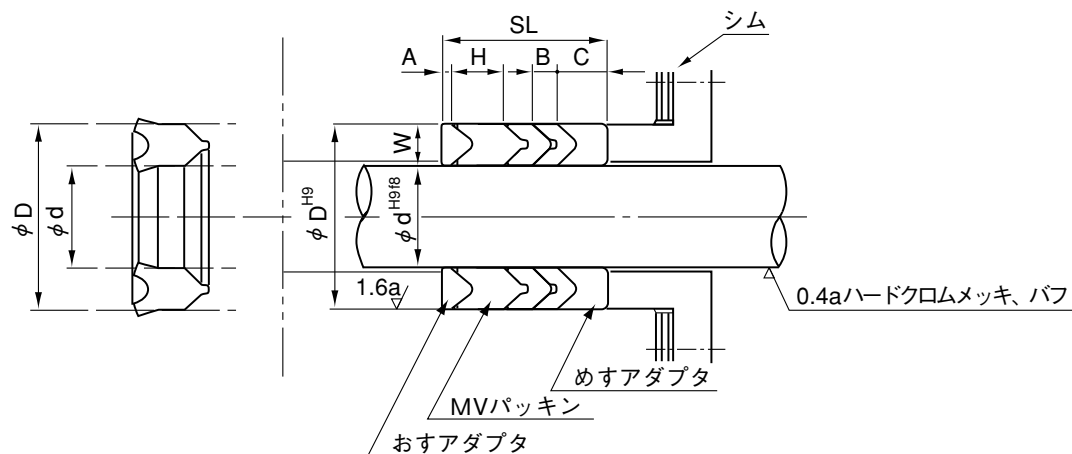 シム
SL
A
H
B
C
W
φD
φd
φD H9
φd H9f8
1.6a
0.4aハードクロムメッキ、バフ
めすアダプタ
MVパッキン
おすアダプタ